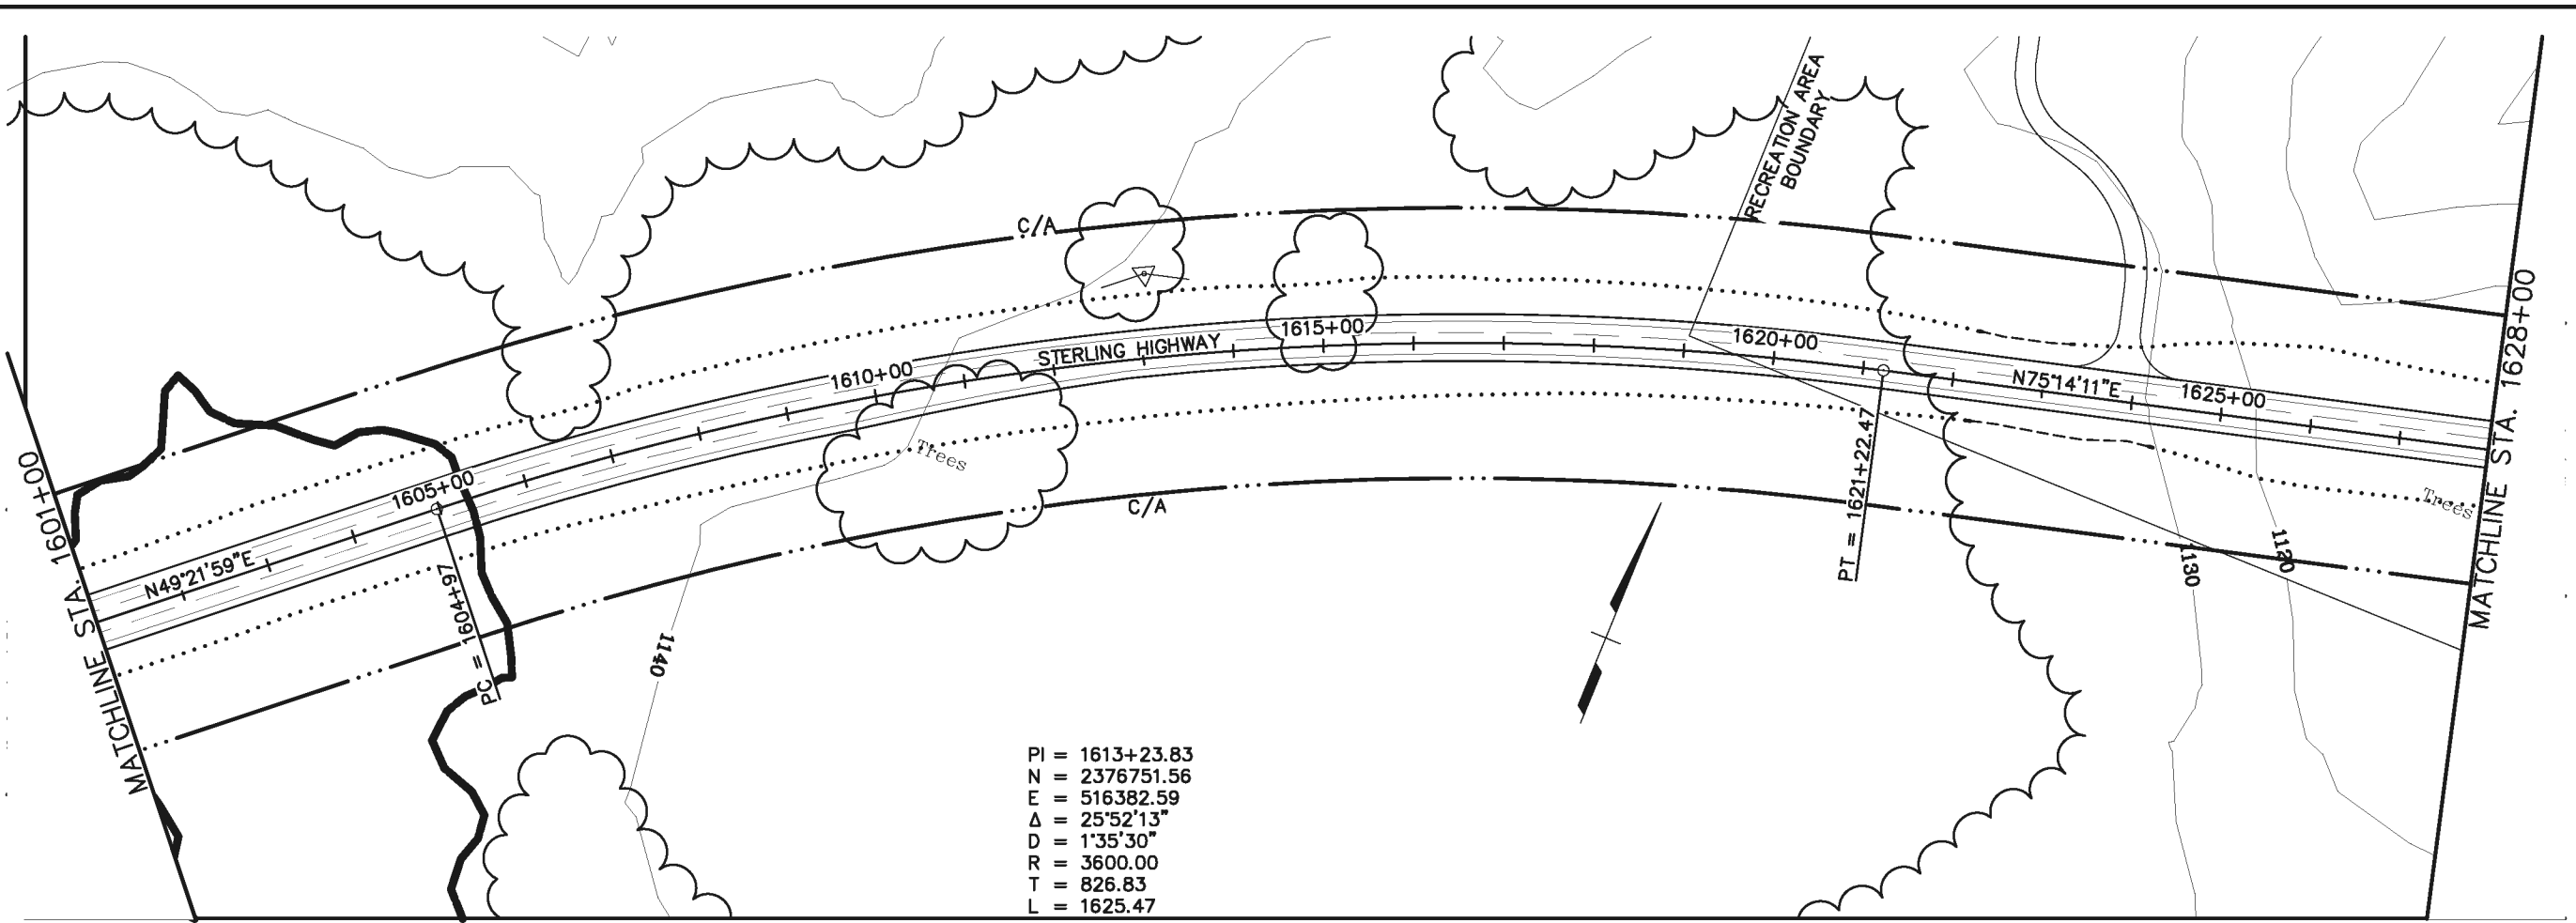 MATCHLINE STA. 1601+00
N49°21'59"E
1605+00
PC = 1604+97
1140
1610+00
Trees
C/A
STERLING HIGHWAY
C/A
1615+00
RECREATION AREA
BOUNDARY
1620+00
PT = 1621+22.47
N75°14'11"E
1625+00
1130
1120
Trees
MATCHLINE STA. 1628+00
PI = 1613+23.83
N = 2376751.56
E = 516382.59
Δ = 25°52'13"
D = 1°35'30"
R = 3600.00
T = 826.83
L = 1625.47